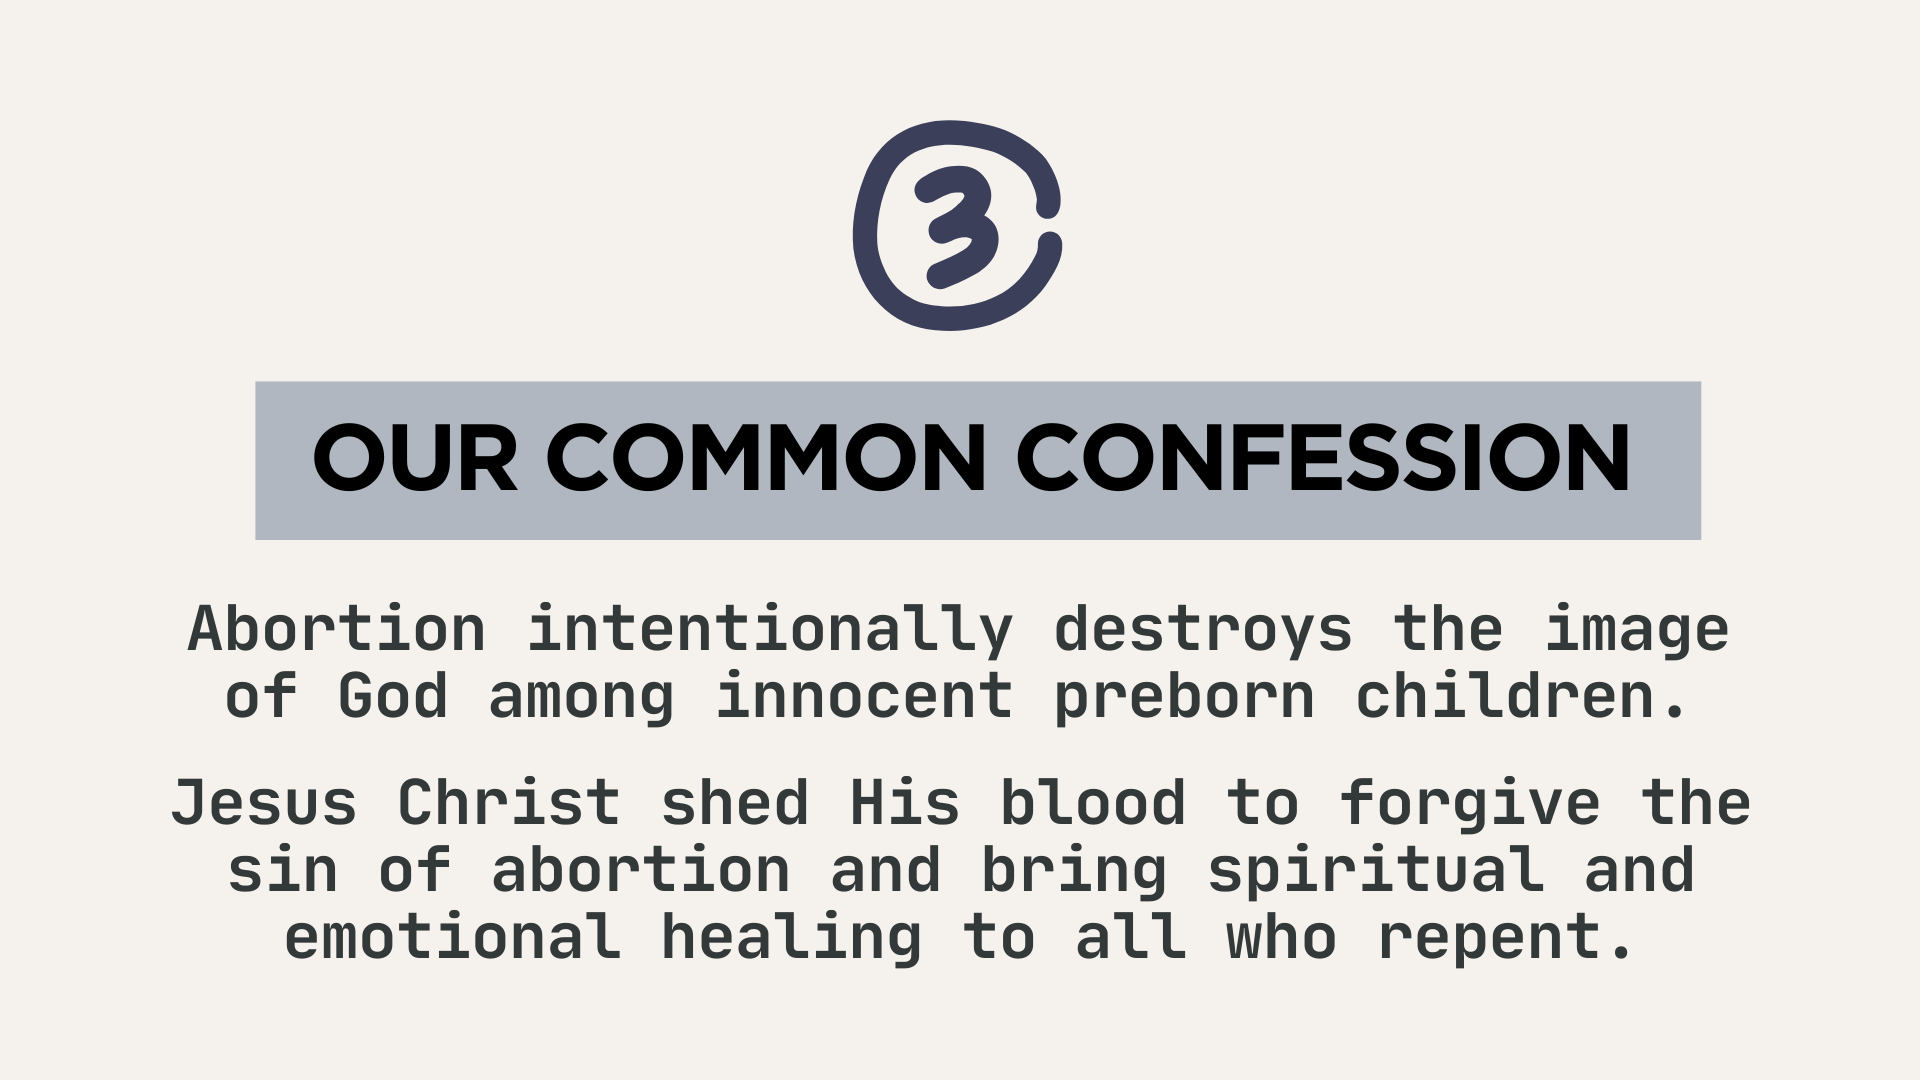 3
OUR COMMON CONFESSION
Abortion intentionally destroys the image
of God among innocent preborn children.
Jesus Christ shed His blood to forgive the
sin of abortion and bring spiritual and
emotional healing to all who repent.